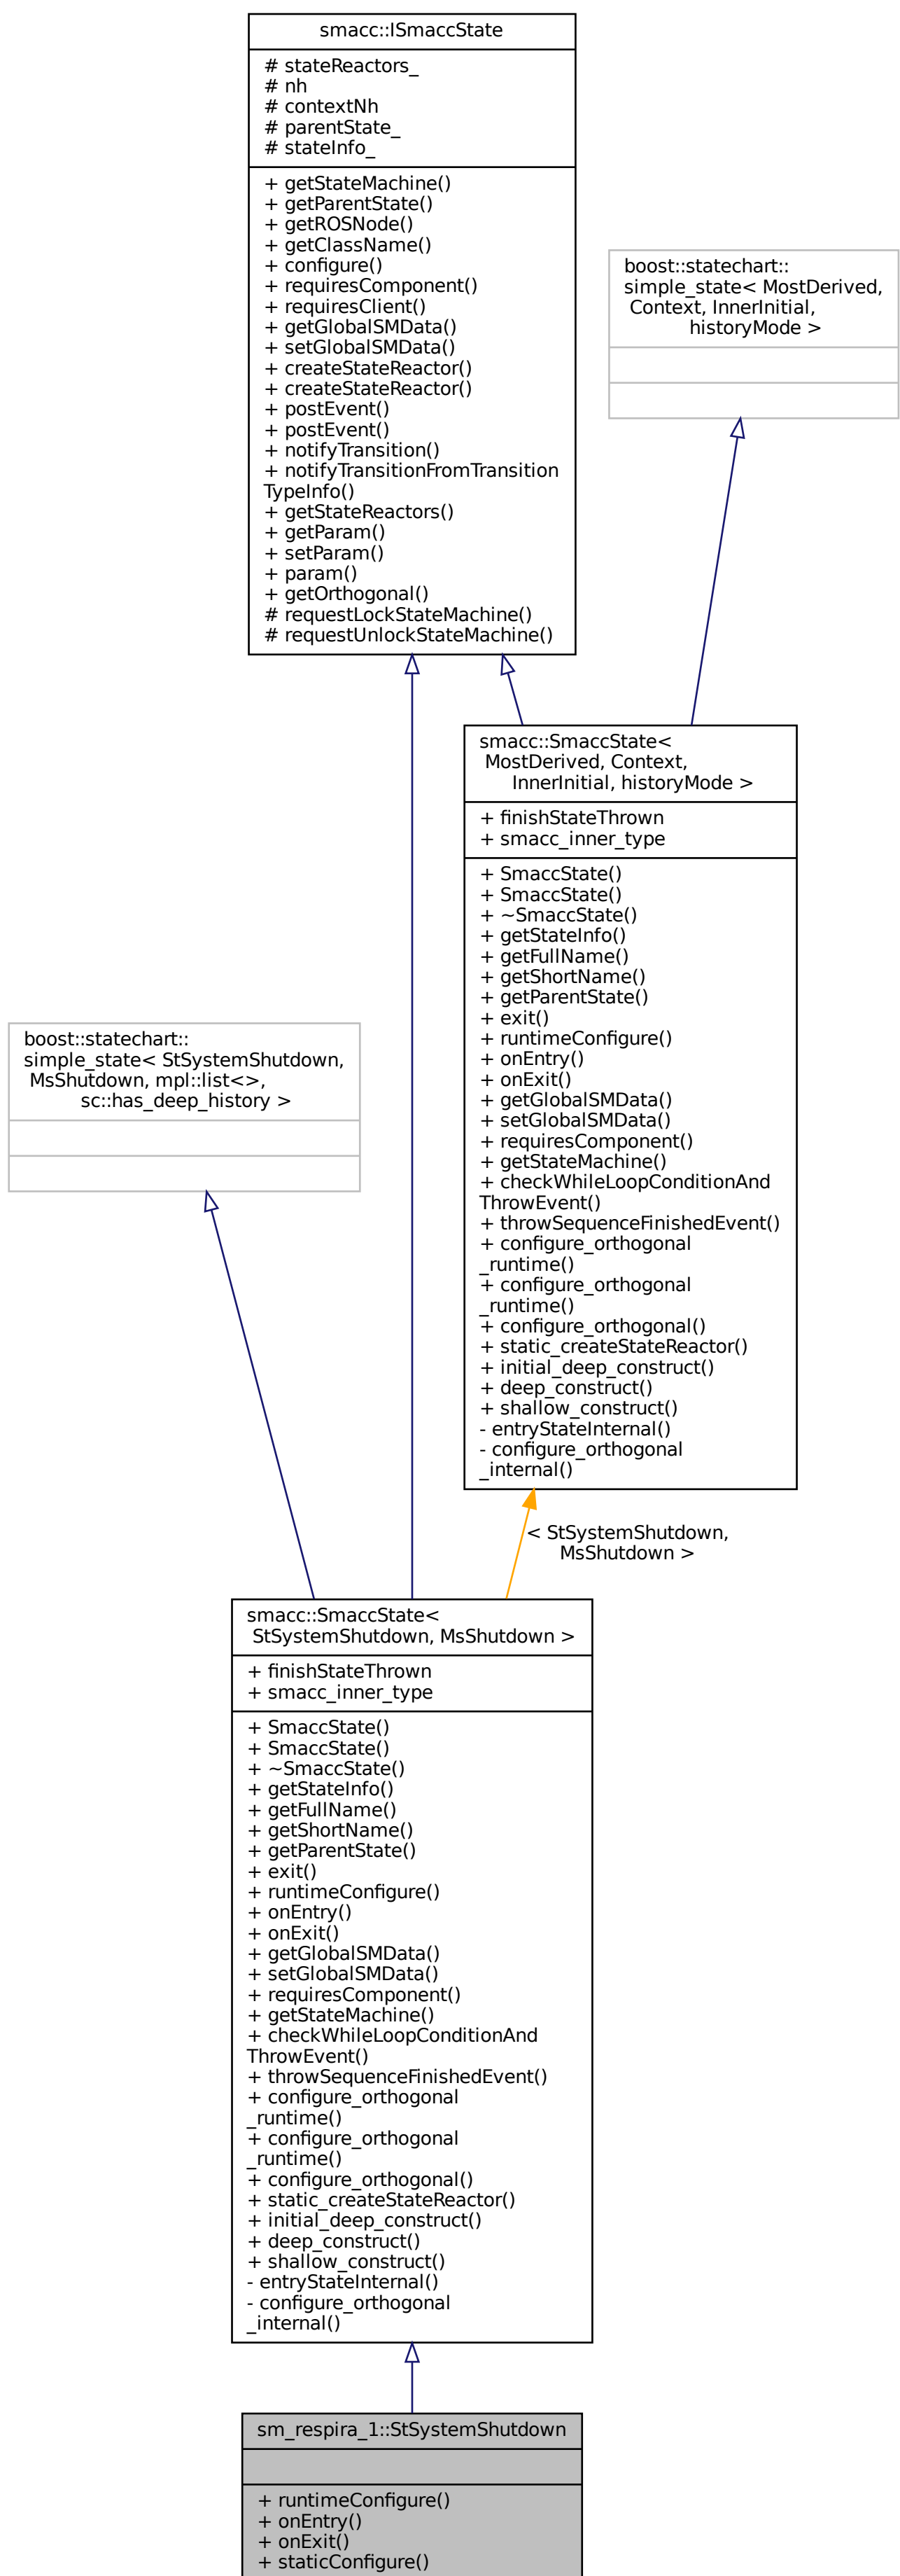 smacc::ISmaccState
# stateReactors_
# nh
# contextNh
# parentState_
# stateInfo_
+ getStateMachine()
+ getParentState()
+ getROSNode()
+ getClassName()
+ configure()
+ requiresComponent()
+ requiresClient()
+ getGlobalSMData()
+ setGlobalSMData()
+ createStateReactor()
+ createStateReactor()
+ postEvent()
+ postEvent()
+ notifyTransition()
+ notifyTransitionFromTransition
TypeInfo()
+ getStateReactors()
+ getParam()
+ setParam()
+ param()
+ getOrthogonal()
# requestLockStateMachine()
# requestUnlockStateMachine()
boost::statechart::
simple_state< MostDerived,
Context, InnerInitial,
historyMode >
smacc::SmaccState<
MostDerived, Context,
InnerInitial, historyMode >
+ finishStateThrown
+ smacc_inner_type
+ SmaccState()
+ SmaccState()
+ ~SmaccState()
+ getStateInfo()
+ getFullName()
+ getShortName()
+ getParentState()
+ exit()
+ runtimeConfigure()
+ onEntry()
+ onExit()
+ getGlobalSMData()
+ setGlobalSMData()
+ requiresComponent()
+ getStateMachine()
+ checkWhileLoopConditionAnd
ThrowEvent()
+ throwSequenceFinishedEvent()
+ configure_orthogonal
_runtime()
+ configure_orthogonal
_runtime()
+ configure_orthogonal()
+ static_createStateReactor()
+ initial_deep_construct()
+ deep_construct()
+ shallow_construct()
- entryStateInternal()
- configure_orthogonal
_internal()
boost::statechart::
simple_state< StSystemShutdown,
MsShutdown, mpl::list<>,
sc::has_deep_history >
< StSystemShutdown,
MsShutdown >
smacc::SmaccState<
StSystemShutdown, MsShutdown >
+ finishStateThrown
+ smacc_inner_type
+ SmaccState()
+ SmaccState()
+ ~SmaccState()
+ getStateInfo()
+ getFullName()
+ getShortName()
+ getParentState()
+ exit()
+ runtimeConfigure()
+ onEntry()
+ onExit()
+ getGlobalSMData()
+ setGlobalSMData()
+ requiresComponent()
+ getStateMachine()
+ checkWhileLoopConditionAnd
ThrowEvent()
+ throwSequenceFinishedEvent()
+ configure_orthogonal
_runtime()
+ configure_orthogonal
_runtime()
+ configure_orthogonal()
+ static_createStateReactor()
+ initial_deep_construct()
+ deep_construct()
+ shallow_construct()
- entryStateInternal()
- configure_orthogonal
_internal()
sm_respira_1::StSystemShutdown
+ runtimeConfigure()
+ onEntry()
+ onExit()
+ staticConfigure()